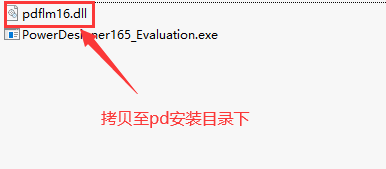 pdflm16.dll
PowerDesigner165_Evaluation.exe
拷贝至pd安装目录下